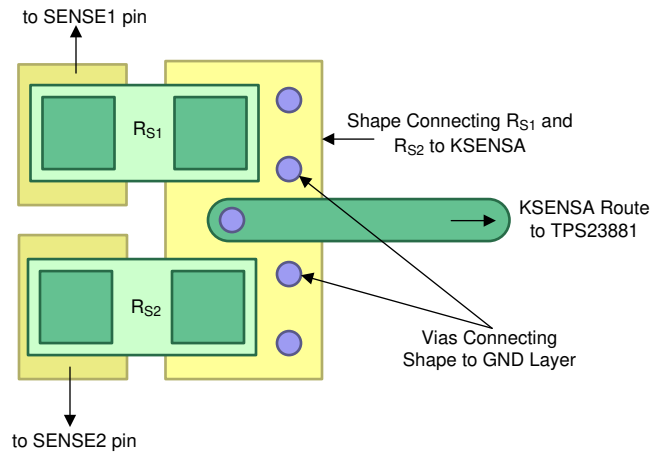 to SENSE1 pin
RS1
Shape Connecting RS1 and
RS2 to KSENSA
KSENSA Route
to TPS23881
RS2
Vias Connecting
Shape to GND Layer
to SENSE2 pin